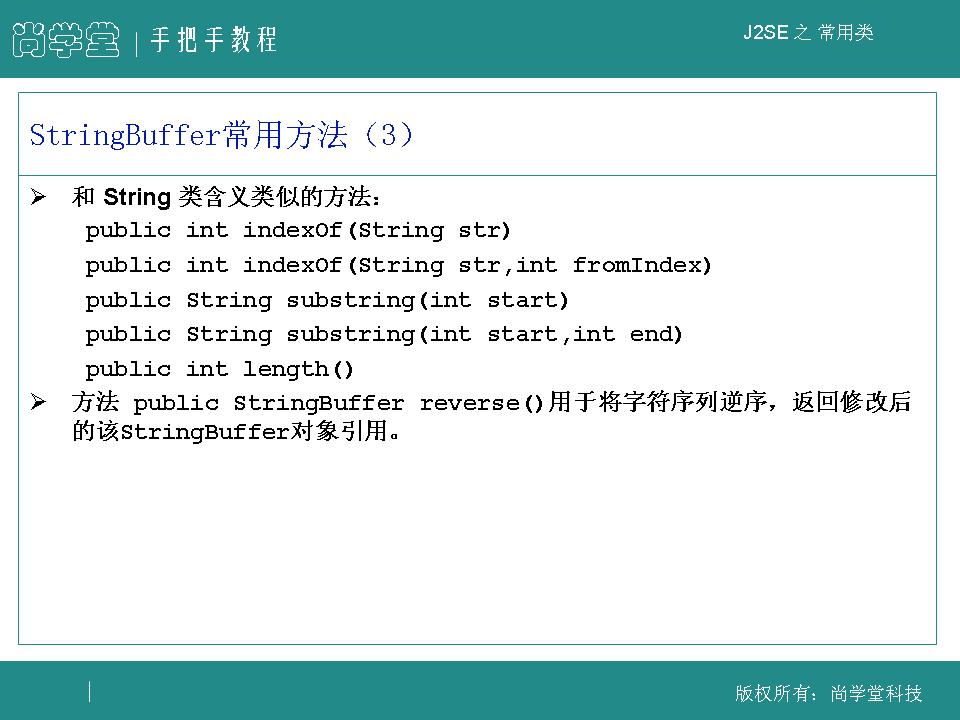 尚学堂 | 手把手教程
J2SE 之 常用类
StringBuffer常用方法（3）
➢ 和 String 类含义类似的方法：
public int indexOf(String str)
public int indexOf(String str,int fromIndex)
public String substring(int start)
public String substring(int start,int end)
public int length()
➢ 方法 public StringBuffer reverse()用于将字符序列逆序，返回修改后
的该StringBuffer对象引用。
版权所有：尚学堂科技